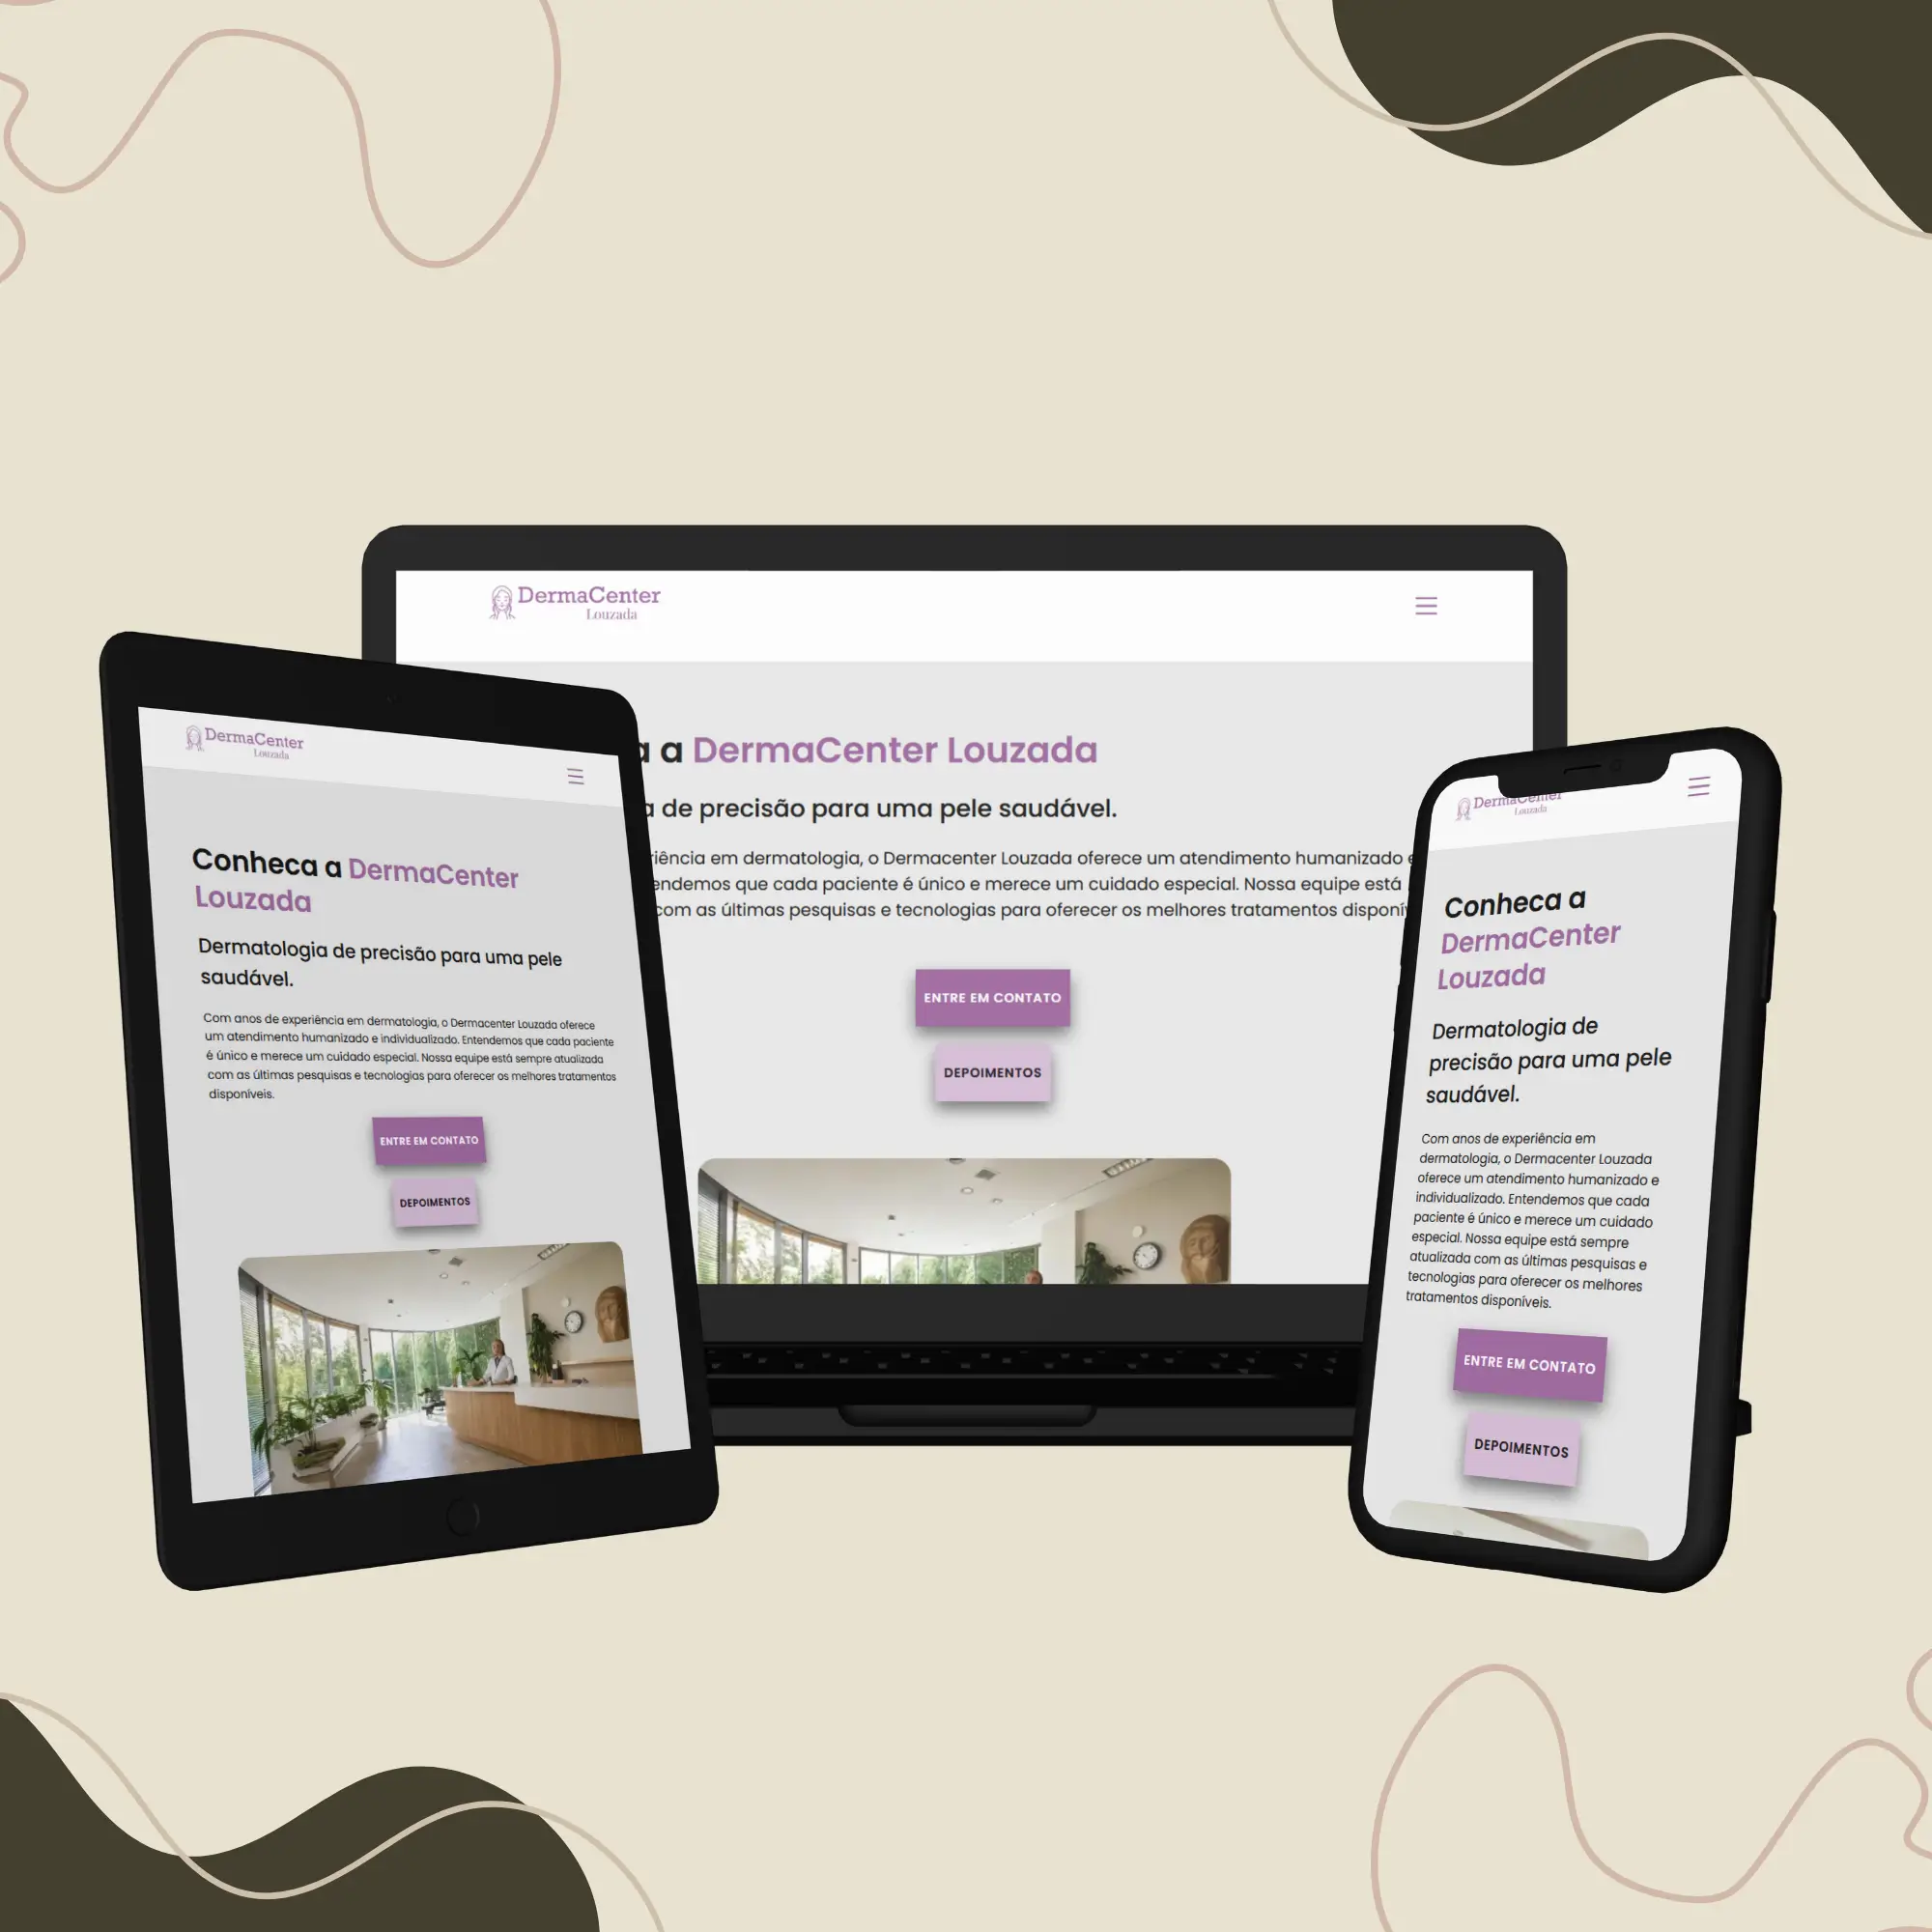 DermaCenter
Louzada
a a DermaCenter Louzada
a de precisão para uma pele saudável.
riência em dermatologia, o Dermacenter Louzada oferece um atendimento humanizado e
endemos que cada paciente é único e merece um cuidado especial. Nossa equipe está
com as últimas pesquisas e tecnologias para oferecer os melhores tratamentos disponív
ENTRE EM CONTATO
DEPOIMENTOS
DermaCenter
Louzada
Conheca a DermaCenter
Louzada
Dermatologia de precisão para uma pele
saudável.
Com anos de experiência em dermatologia, o Dermacenter Louzada oferece
um atendimento humanizado e individualizado. Entendemos que cada paciente
é único e merece um cuidado especial. Nossa equipe está sempre atualizada
com as últimas pesquisas e tecnologias para oferecer os melhores tratamentos
disponíveis.
ENTRE EM CONTATO
DEPOIMENTOS
DermaCenter
Louzada
Conheca a
DermaCenter
Louzada
Dermatologia de
precisão para uma pele
saudável.
Com anos de experiência em
dermatologia, o Dermacenter Louzada
oferece um atendimento humanizado e
individualizado. Entendemos que cada
paciente é único e merece um cuidado
especial. Nossa equipe está sempre
atualizada com as últimas pesquisas e
tecnologias para oferecer os melhores
tratamentos disponíveis.
ENTRE EM CONTATO
DEPOIMENTOS